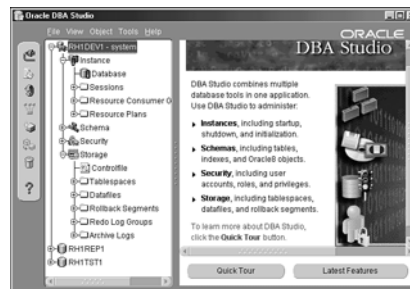 Oracle DBA Studio
File View Object Tools Help
ORACLE
DBA Studio
RH1DEV1 - system
Instance
Database
Sessions
Resource Consumer G
Resource Plans
Schema
Security
Storage
Controlfile
Tablespaces
Datafiles
Rollback Segments
Redo Log Groups
Archive Logs
RH1REP1
RH1TST1
?
DBA Studio combines multiple
database tools in one application.
Use DBA Studio to administer:
Instances, including startup,
shutdown, and initialization.
Schemas, including tables,
indexes, and Oracle8 objects.
Security, including user
accounts, roles, and privileges.
Storage, including tablespaces,
datafiles, and rollback segments.
To learn more about DBA Studio,
click the Quick Tour button.
Quick Tour
Latest Features